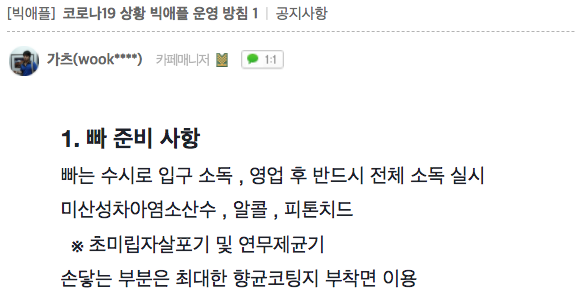 [빅애플] 코로나19 상황 빅애플 운영 방침 1 | 공지사항
가츠(wook****) 카페매니저 1:1
1. 빠 준비 사항
빠는 수시로 입구 소독 , 영업 후 반드시 전체 소독 실시
미산성차아염소산수 , 알콜 , 피톤치드
※ 초미립자살포기 및 연무제균기
손닿는 부분은 최대한 향균코팅지 부착면 이용